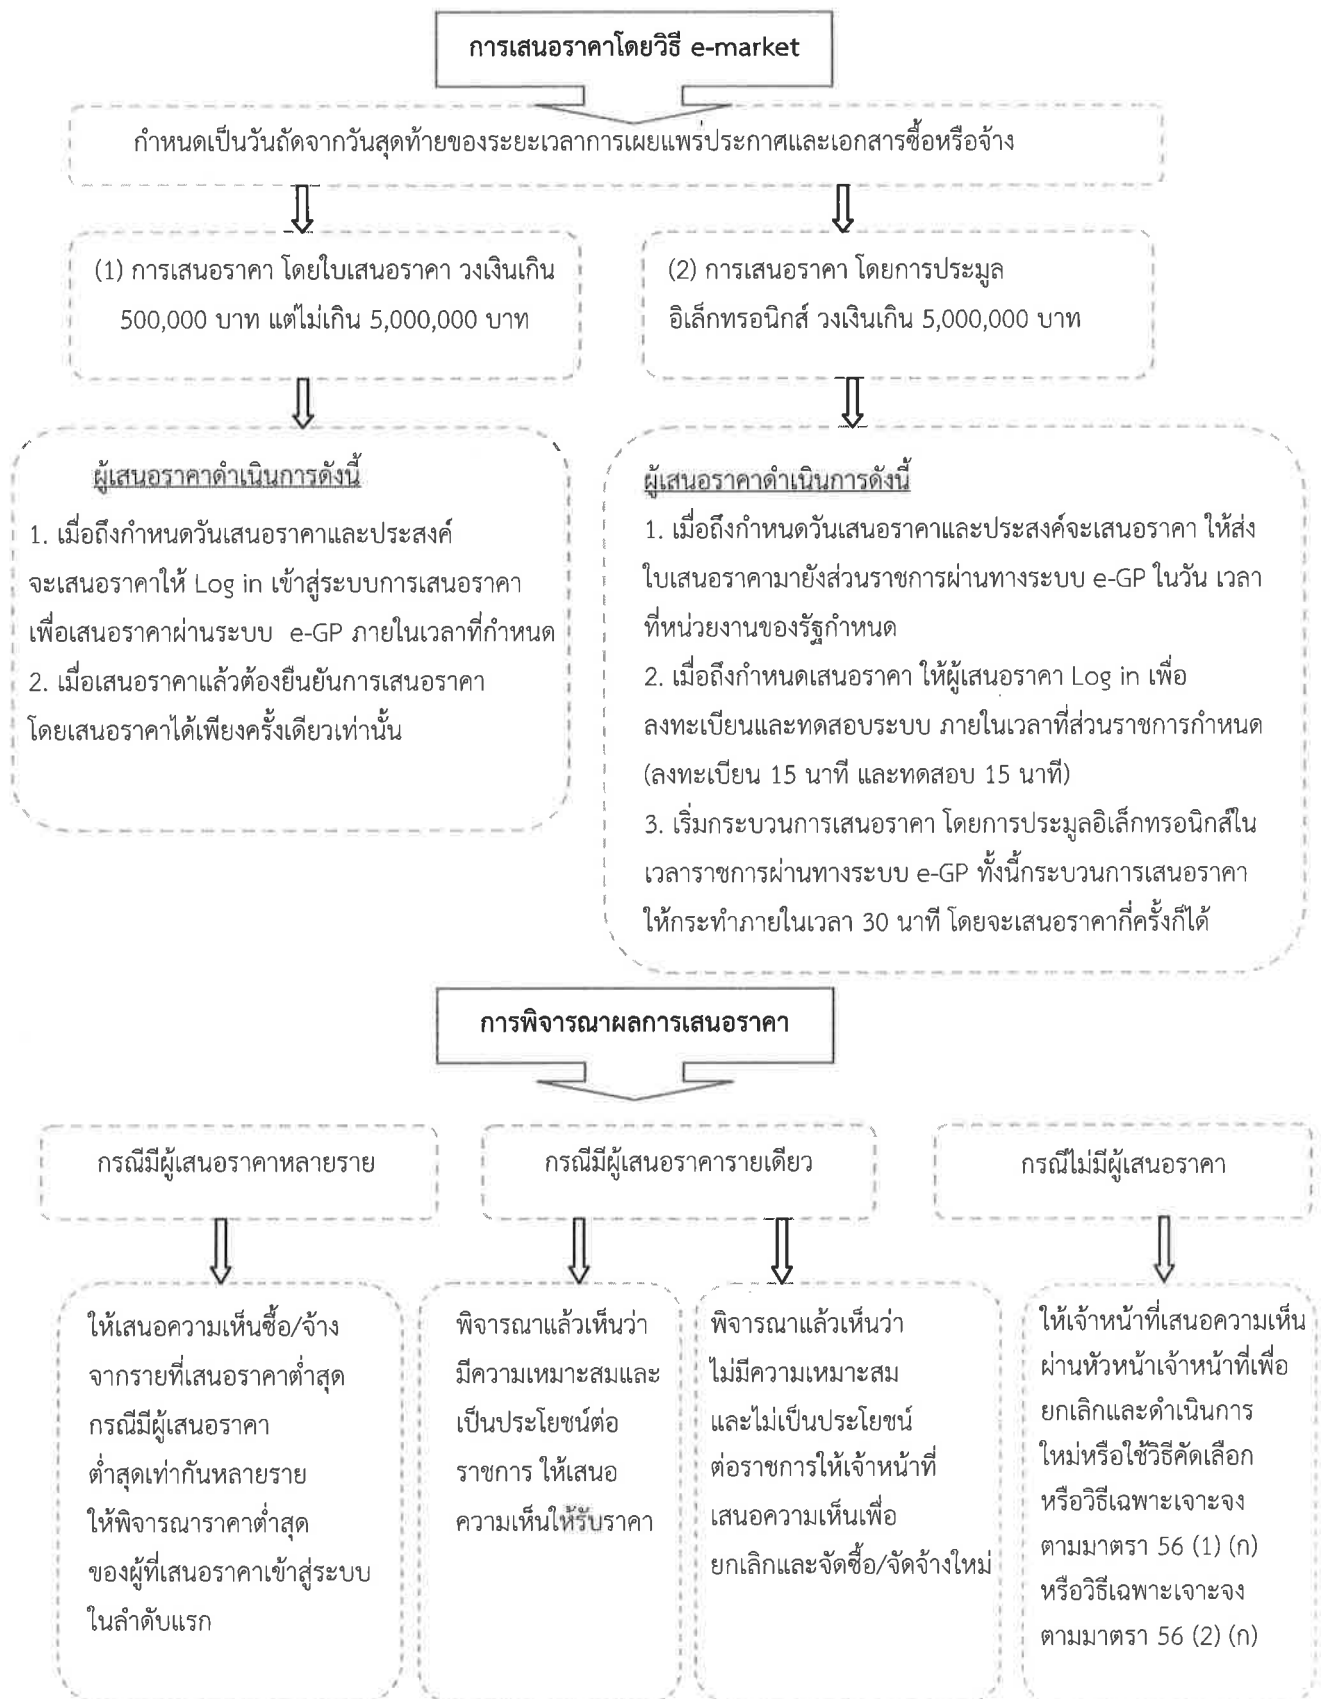 การเสนอราคาโดยวิธี e-market
กำหนดเป็นวันถัดจากวันสุดท้ายของระยะเวลาการเผยแพร่ประกาศและเอกสารซื้อหรือจ้าง
(1) การเสนอราคา โดยใบเสนอราคา วงเงินเกิน
500,000 บาท แต่ไม่เกิน 5,000,000 บาท
(2) การเสนอราคา โดยการประมูล
อิเล็กทรอนิกส์ วงเงินเกิน 5,000,000 บาท
ผู้เสนอราคาดำเนินการดังนี้
1. เมื่อถึงกำหนดวันเสนอราคาและประสงค์
จะเสนอราคาให้ Log in เข้าสู่ระบบการเสนอราคา
เพื่อเสนอราคาผ่านระบบ e-GP ภายในเวลาที่กำหนด
2. เมื่อเสนอราคาแล้วต้องยืนยันการเสนอราคา
โดยเสนอราคาได้เพียงครั้งเดียวเท่านั้น
ผู้เสนอราคาดำเนินการดังนี้
1. เมื่อถึงกำหนดวันเสนอราคาและประสงค์จะเสนอราคา ให้ส่ง
ใบเสนอราคามายังส่วนราชการผ่านทางระบบ e-GP ในวัน เวลา
ที่หน่วยงานของรัฐกำหนด
2. เมื่อถึงกำหนดเสนอราคา ให้ผู้เสนอราคา Log in เพื่อ
ลงทะเบียนและทดสอบระบบ ภายในเวลาที่ส่วนราชการกำหนด
(ลงทะเบียน 15 นาที และทดสอบ 15 นาที)
3. เริ่มกระบวนการเสนอราคา โดยการประมูลอิเล็กทรอนิกส์ใน
เวลาราชการผ่านทางระบบ e-GP ทั้งนี้กระบวนการเสนอราคา
ให้กระทำภายในเวลา 30 นาที โดยจะเสนอราคากี่ครั้งก็ได้
การพิจารณาผลการเสนอราคา
กรณีมีผู้เสนอราคาหลายราย
กรณีมีผู้เสนอราคารายเดียว
กรณีไม่มีผู้เสนอราคา
ให้เสนอความเห็นซื้อ/จ้าง
จากรายที่เสนอราคาต่ำสุด
กรณีมีผู้เสนอราคา
ต่ำสุดเท่ากันหลายราย
ให้พิจารณาราคาต่ำสุด
ของผู้ที่เสนอราคาเข้าสู่ระบบ
ในลำดับแรก
พิจารณาแล้วเห็นว่า
มีความเหมาะสมและ
เป็นประโยชน์ต่อ
ราชการ ให้เสนอ
ความเห็นให้รับราคา
พิจารณาแล้วเห็นว่า
ไม่มีความเหมาะสม
และไม่เป็นประโยชน์
ต่อราชการให้เจ้าหน้าที่
เสนอความเห็นเพื่อ
ยกเลิกและจัดซื้อ/จัดจ้างใหม่
ให้เจ้าหน้าที่เสนอความเห็น
ผ่านหัวหน้าเจ้าหน้าที่เพื่อ
ยกเลิกและดำเนินการ
ใหม่หรือใช้วิธีคัดเลือก
หรือวิธีเฉพาะเจาะจง
ตามมาตรา 56 (1) (ก)
หรือวิธีเฉพาะเจาะจง
ตามมาตรา 56 (2) (ก)